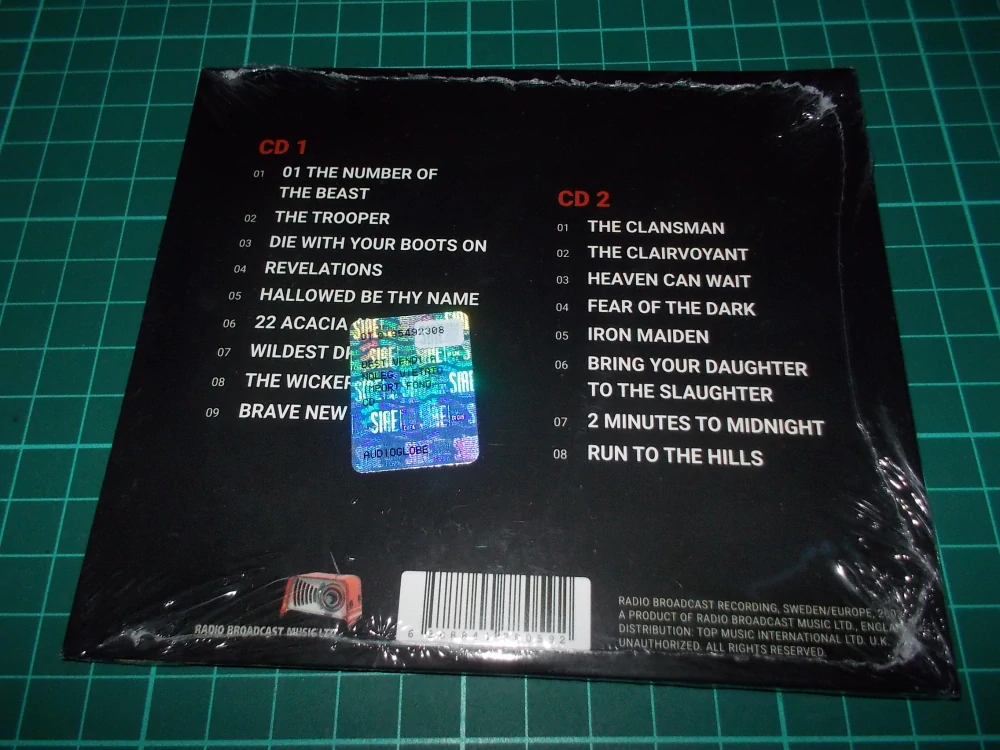 CD 1
01 01 THE NUMBER OF
THE BEAST
02 THE TROOPER
03 DIE WITH YOUR BOOTS ON
04 REVELATIONS
05 HALLOWED BE THY NAME
06 22 ACACIA
07 WILDEST
08 THE WICKER
09 BRAVE NEW
AUDIOGLOBE
CD 2
01 THE CLANSMAN
02 THE CLAIRVOYANT
03 HEAVEN CAN WAIT
04 FEAR OF THE DARK
05 IRON MAIDEN
06 BRING YOUR DAUGHTER
TO THE SLAUGHTER
07 2 MINUTES TO MIDNIGHT
08 RUN TO THE HILLS
RADIO BROADCAST MUSIC LTD
RADIO BROADCAST RECORDING, SWEDEN/EUROPE,
A PRODUCT OF RADIO BROADCAST MUSIC LTD.,
DISTRIBUTION: TOP MUSIC INTERNATIONAL LTD. U.K.
UNAUTHORIZED. ALL RIGHTS RESERVED.